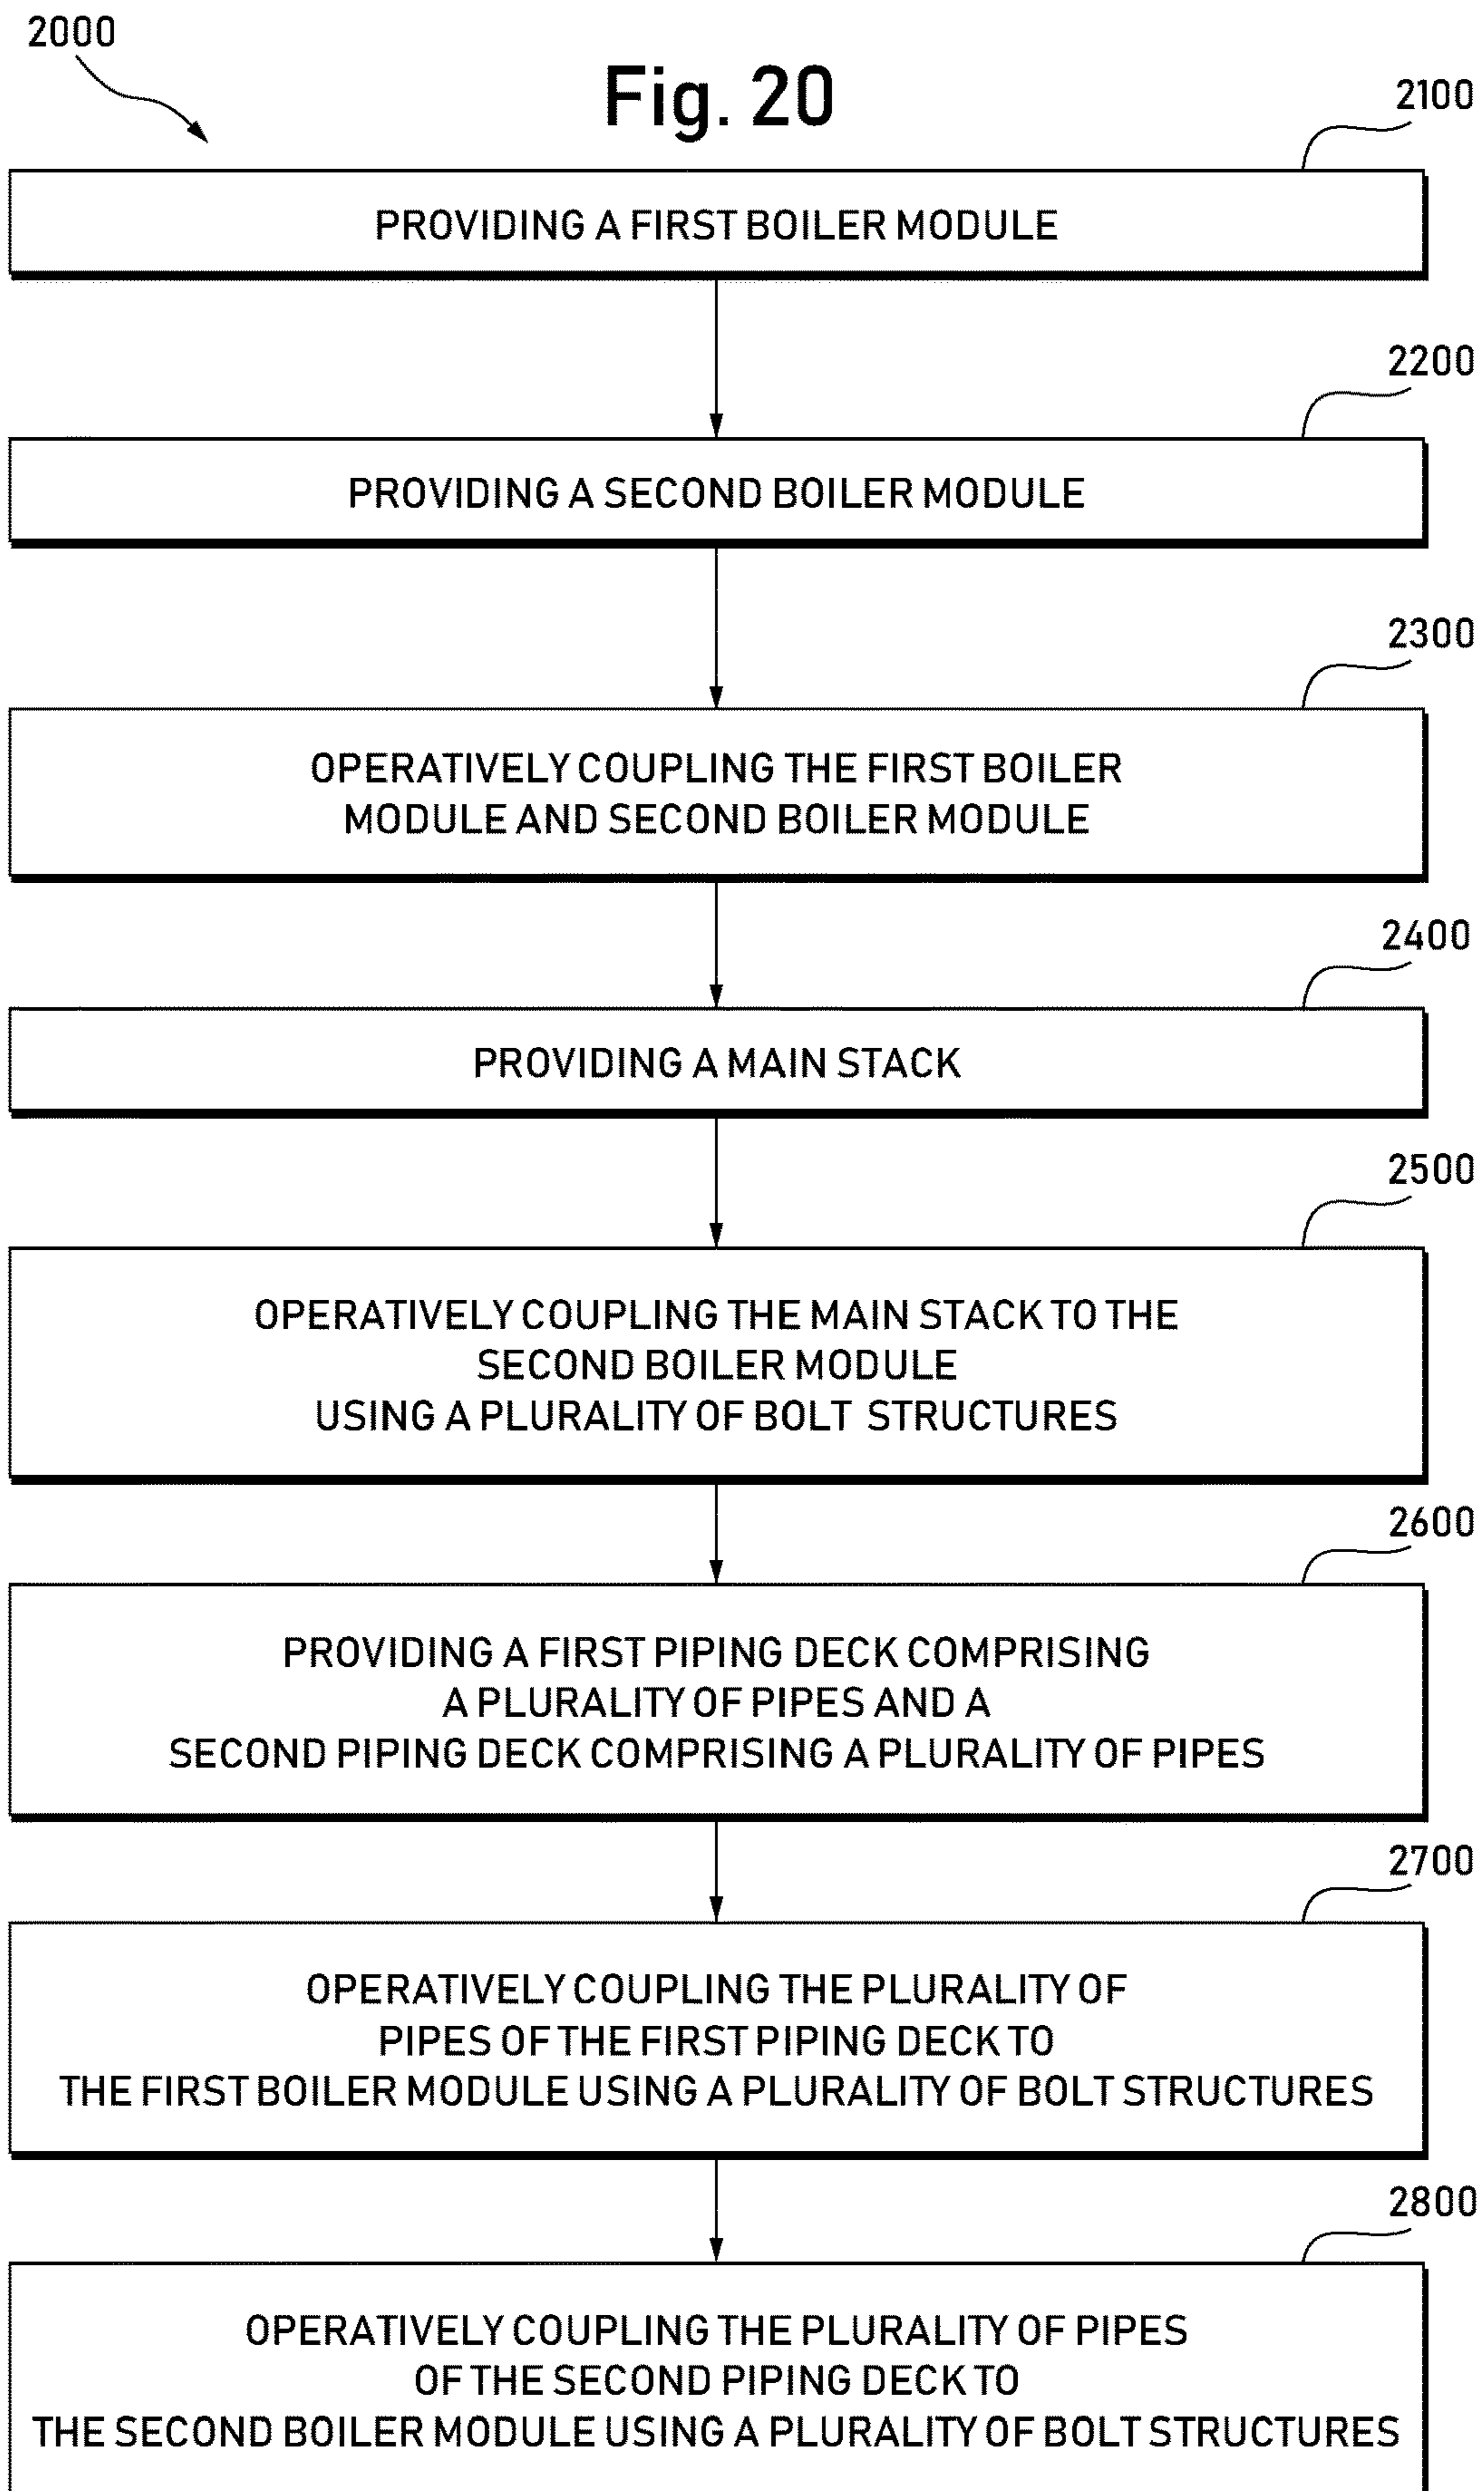 2000
Fig. 20
2100
PROVIDING A FIRST BOILER MODULE
2200
PROVIDING A SECOND BOILER MODULE
2300
OPERATIVELY COUPLING THE FIRST BOILER
MODULE AND SECOND BOILER MODULE
2400
PROVIDING A MAIN STACK
2500
OPERATIVELY COUPLING THE MAIN STACK TO THE
SECOND BOILER MODULE
USING A PLURALITY OF BOLT STRUCTURES
2600
PROVIDING A FIRST PIPING DECK COMPRISING
A PLURALITY OF PIPES AND A
SECOND PIPING DECK COMPRISING A PLURALITY OF PIPES
2700
OPERATIVELY COUPLING THE PLURALITY OF
PIPES OF THE FIRST PIPING DECK TO
THE FIRST BOILER MODULE USING A PLURALITY OF BOLT STRUCTURES
2800
OPERATIVELY COUPLING THE PLURALITY OF PIPES
OF THE SECOND PIPING DECK TO
THE SECOND BOILER MODULE USING A PLURALITY OF BOLT STRUCTURES